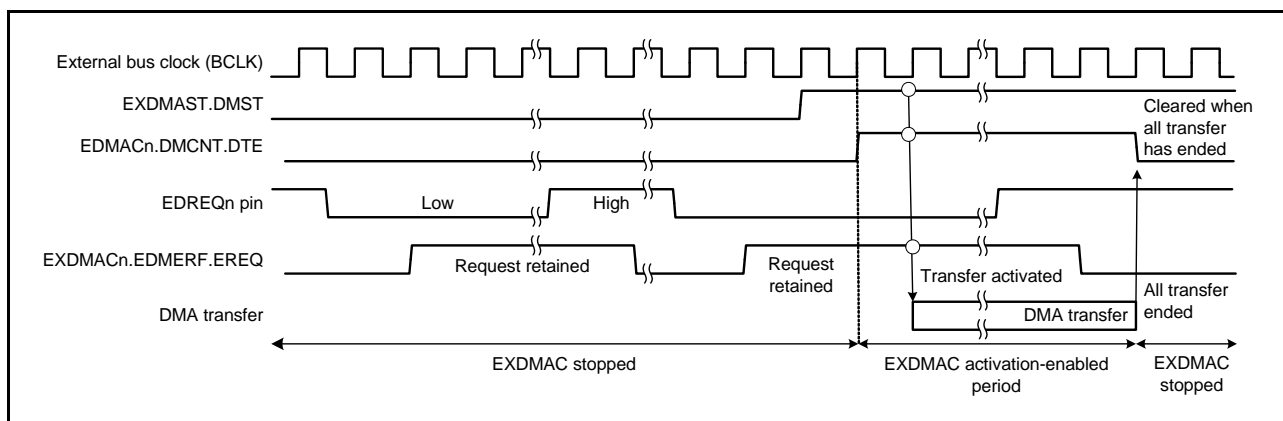 External bus clock (BCLK)
EXDMAST.DMST
Cleared when
all transfer
has ended
EDMACn.DMCNT.DTE
EDREQn pin
Low
High
EXDMACn.EDMERF.EREQ
Request retained
Request
retained
Transfer activated
All transfer
ended
DMA transfer
DMA transfer
EXDMAC stopped
EXDMAC activation-enabled
period
EXDMAC
stopped